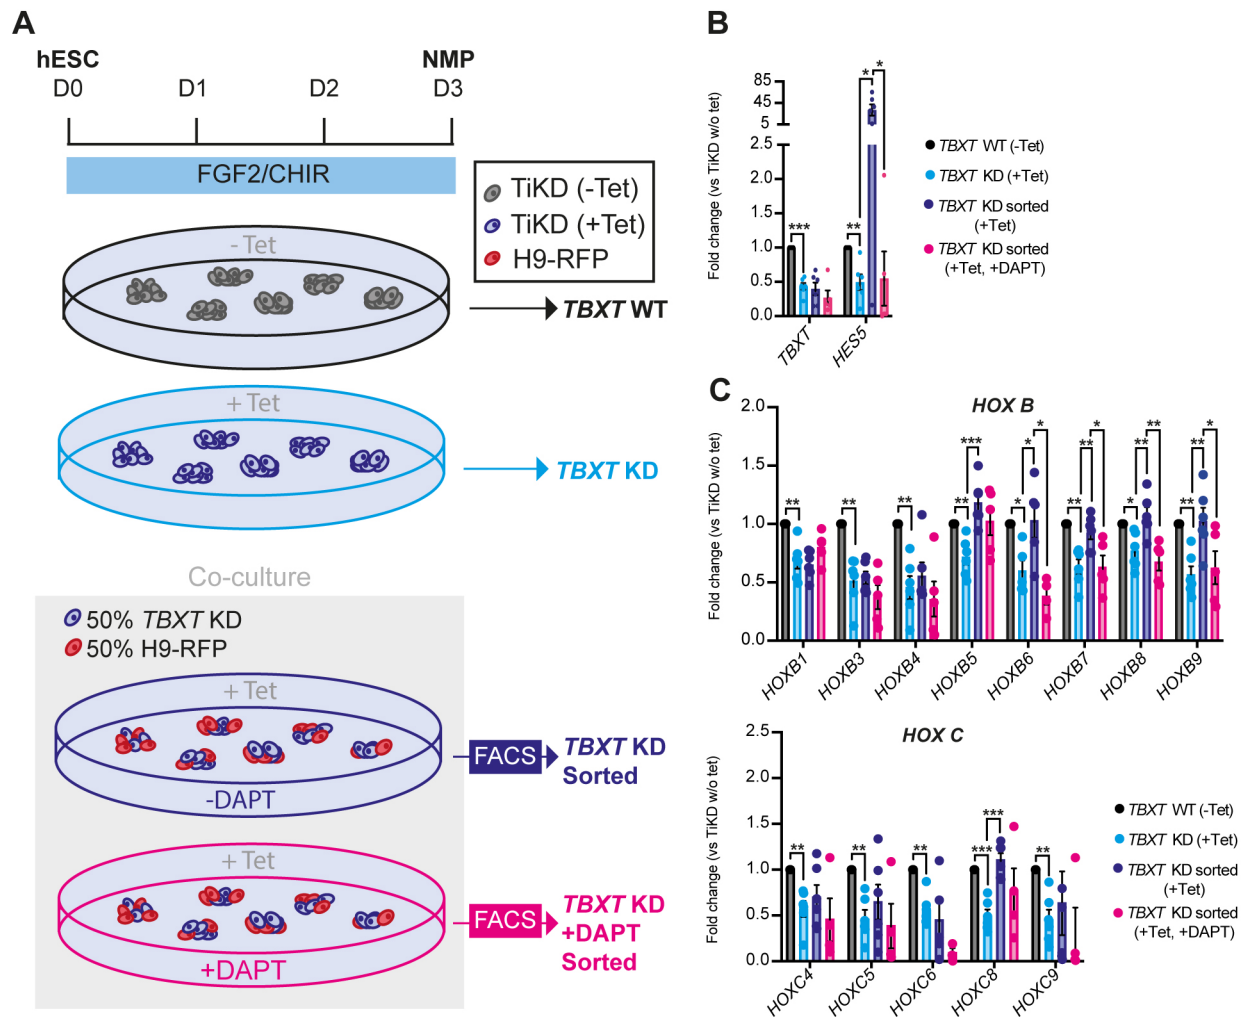 A
hESC
NMP
D0
D1
D2
D3
FGF2/CHIR
TiKD (-Tet)
TiKD (+Tet)
H9-RFP
- Tet
TBXT WT
+ Tet
TBXT KD
Co-culture
50% TBXT KD
50% H9-RFP
+ Tet
-DAPT
FACS
TBXT KD
Sorted
+ Tet
+DAPT
FACS
TBXT KD
+DAPT
Sorted
B
Fold change (vs TiKD w/o tet)
85
45
5
2.5
2.0
1.5
1.0
0.5
0.0
***
**
*
*
TBXT
HES5
TBXT WT (-Tet)
TBXT KD (+Tet)
TBXT KD sorted
(+Tet)
TBXT KD sorted
(+Tet, +DAPT)
C
HOX B
Fold change (vs TiKD w/o tet)
2.0
1.5
1.0
0.5
0.0
**
**
**
**
***
*
*
*
**
**
*
*
**
**
**
**
*
HOXB1
HOXB3
HOXB4
HOXB5
HOXB6
HOXB7
HOXB8
HOXB9
HOX C
Fold change (vs TiKD w/o tet)
2.5
2.0
1.5
1.0
0.5
0.0
**
**
**
***
***
**
HOXC4
HOXC5
HOXC6
HOXC8
HOXC9
TBXT WT (-Tet)
TBXT KD (+Tet)
TBXT KD sorted
(+Tet)
TBXT KD sorted
(+Tet, +DAPT)